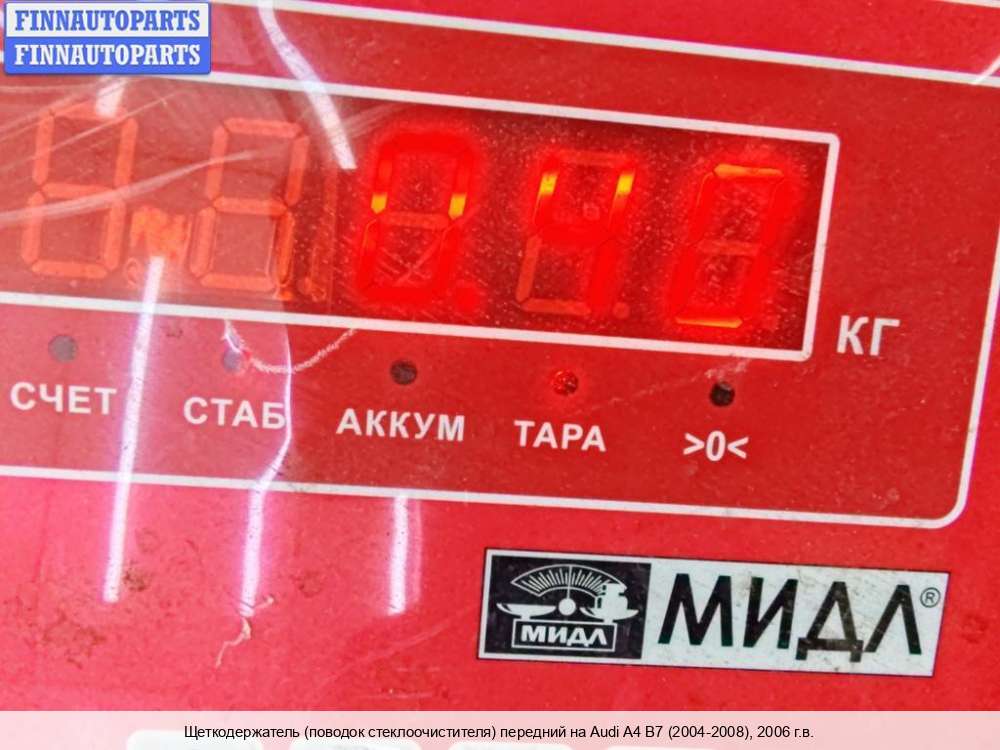 FINNAUTOPARTS
FINNAUTOPARTS
0.40
КГ
СЧЕТ СТАБ АККУМ ТАРА >0<
МИДЛ МИДЛ®
Щеткодержатель (поводок стеклоочистителя) передний на Audi A4 B7 (2004-2008), 2006 г.в.